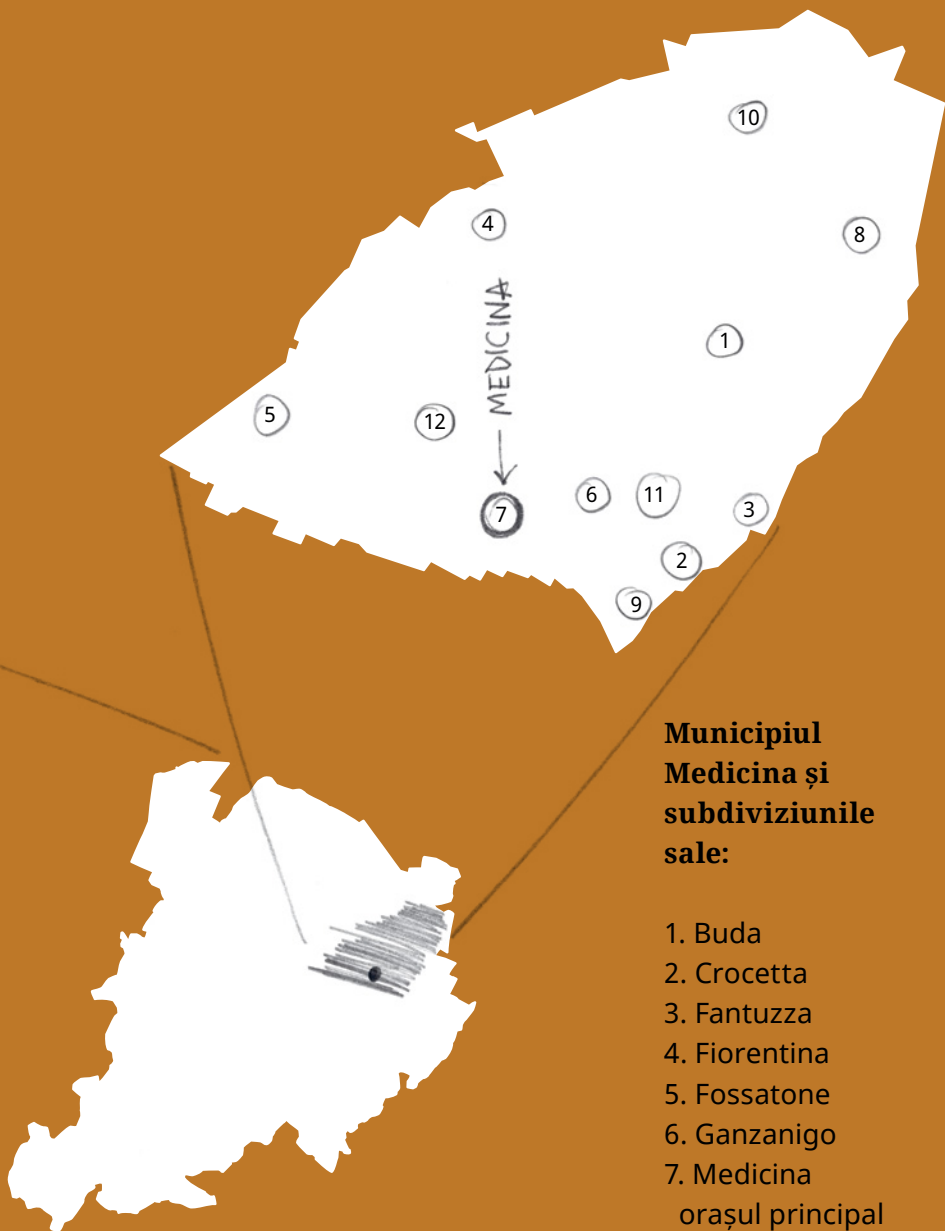 10
4
8
MEDICINA
1
5
12
6
11
7
3
2
9
Municipiul
Medicina și
subdiviziunile
sale:
1. Buda
2. Crocetta
3. Fantuzza
4. Fiorentina
5. Fossatone
6. Ganzanigo
7. Medicina
orașul principal